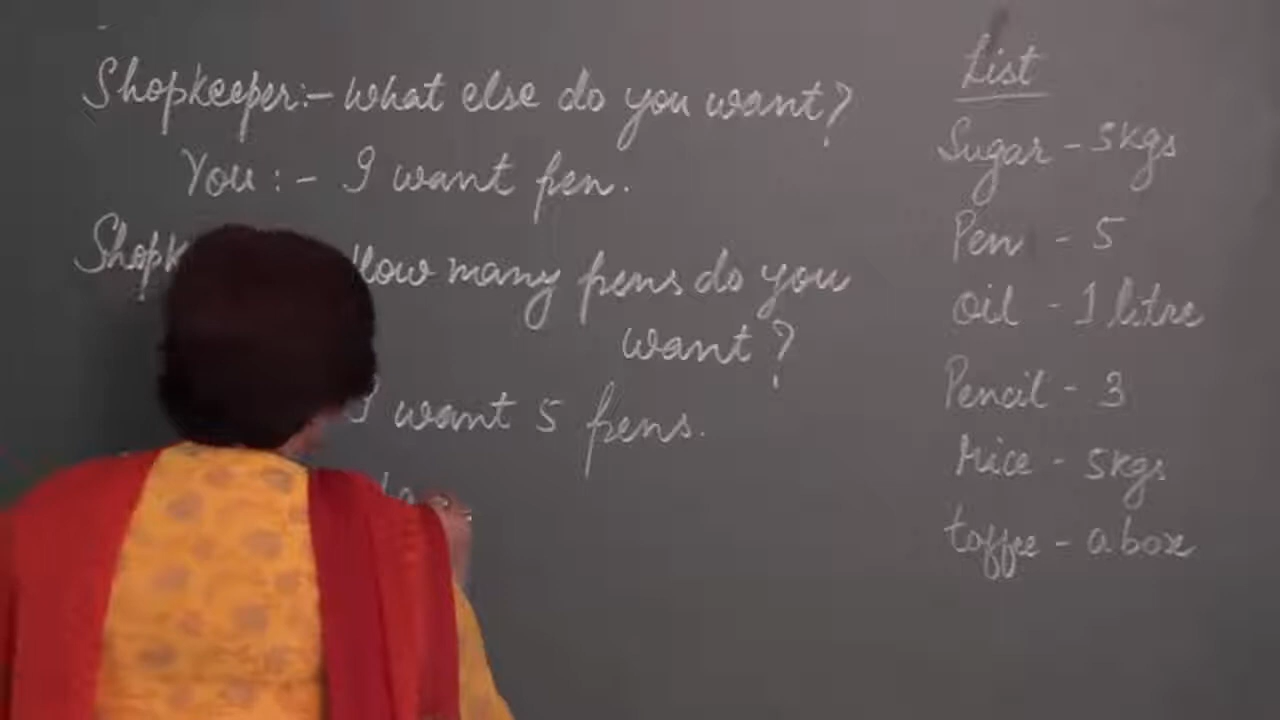 Shopkeeper:- What else do you want?
You :- I want pen.
How many pens do you
want ?
I want 5 pens.
List
Sugar - 5kgs
Pen - 5
oil - 1 litre
Pencil - 3
Rice - 5kgs
toffee - a box